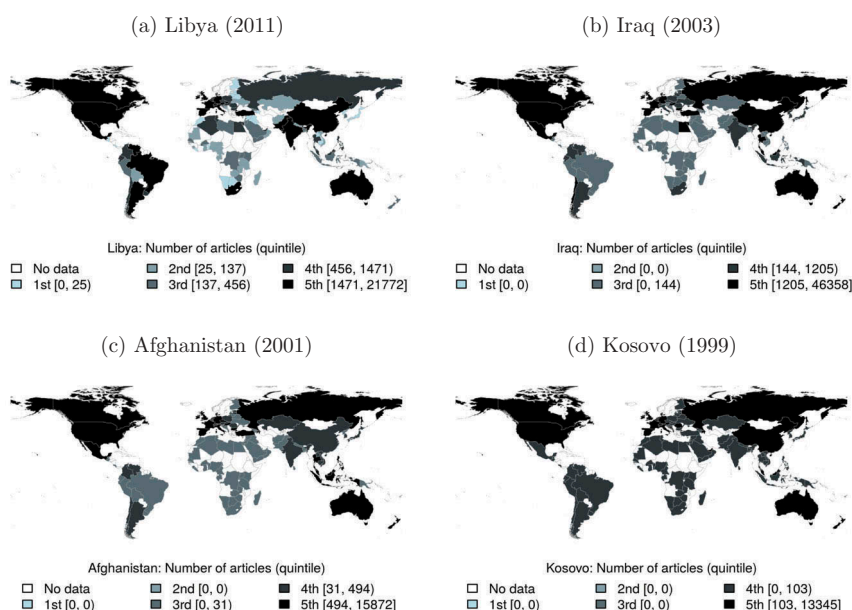 (a) Libya (2011)
(b) Iraq (2003)
Libya: Number of articles (quintile)
No data 2nd [25, 137) 4th [456, 1471)
1st [0, 25) 3rd [137, 456) 5th [1471, 21772]
Iraq: Number of articles (quintile)
No data 2nd [0, 0) 4th [144, 1205)
1st [0, 0) 3rd [0, 144) 5th [1205, 46358]
(c) Afghanistan (2001)
(d) Kosovo (1999)
Afghanistan: Number of articles (quintile)
No data 2nd [0, 0) 4th [31, 494)
1st [0, 0) 3rd [0, 31) 5th [494, 15872]
Kosovo: Number of articles (quintile)
No data 2nd [0, 0) 4th [0, 103)
1st [0, 0) 3rd [0, 0) 5th [103, 13345]